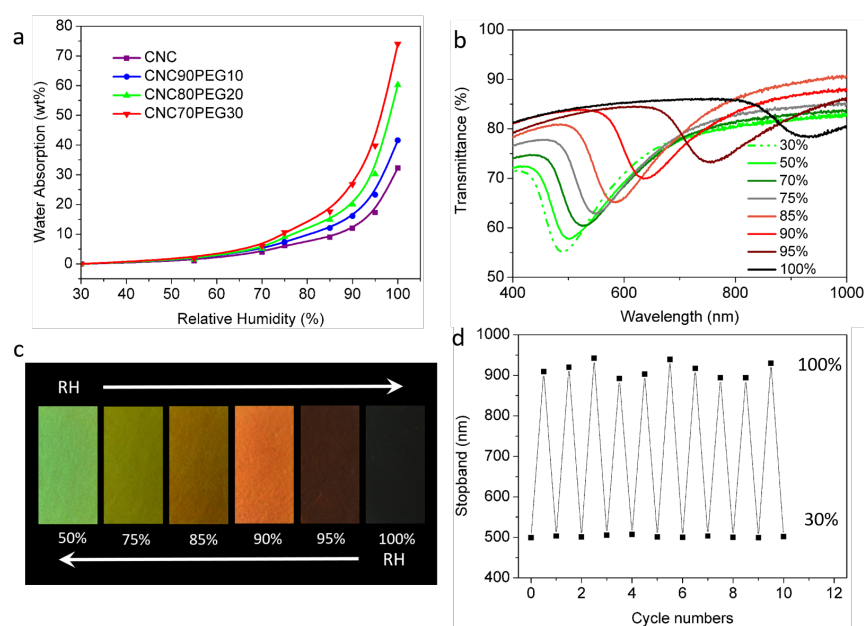 a
80
70
60
50
40
30
20
10
0
Water Absorption (wt%)
CNC
CNC90PEG10
CNC80PEG20
CNC70PEG30
30 40 50 60 70 80 90 100
Relative Humidity (%)
b
100
90
80
70
60
50
Transmittance (%)
30%
50%
70%
75%
85%
90%
95%
100%
400 600 800 1000
Wavelength (nm)
c
RH
50% 75% 85% 90% 95% 100%
RH
d
1000
900
800
700
600
500
400
Stopband (nm)
100%
30%
0 2 4 6 8 10 12
Cycle numbers